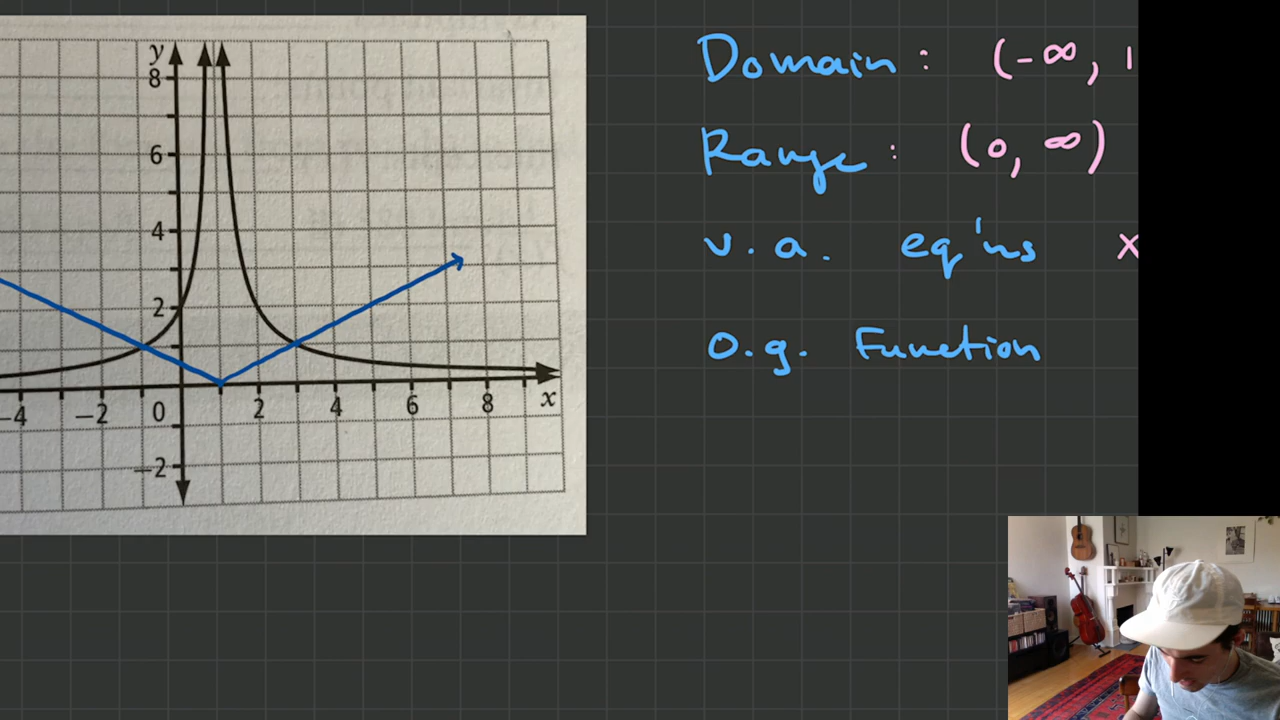 Domain : (-∞, 1
Range : (0, ∞)
v.a. eq'ns x
o.g. Function
y
8
6
4
2
-4 -2 0 2 4 6 8 x
-2